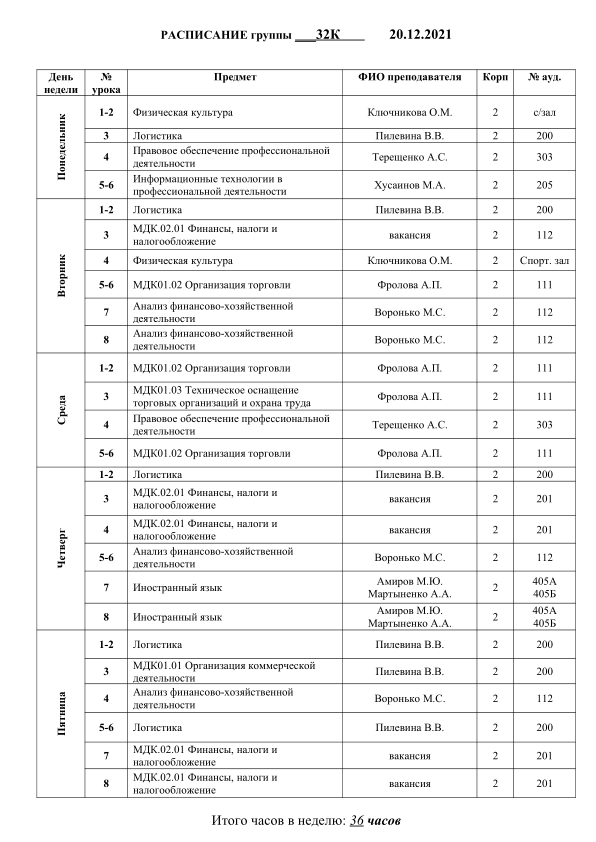 РАСПИСАНИЕ группы ___32К____ 20.12.2021
День недели № урока Предмет ФИО преподавателя Корп № ауд.
Понедельник
1-2 Физическая культура Ключникова О.М. 2 с/зал
3 Логистика Пилевина В.В. 2 200
4 Правовое обеспечение профессиональной
деятельности Терещенко А.С. 2 303
5-6 Информационные технологии в
профессиональной деятельности Хусаинов М.А. 2 205
Вторник
1-2 Логистика Пилевина В.В. 2 200
3 МДК.02.01 Финансы, налоги и
налогообложение вакансия 2 112
4 Физическая культура Ключникова О.М. 2 Спорт. зал
5-6 МДК01.02 Организация торговли Фролова А.П. 2 111
7 Анализ финансово-хозяйственной
деятельности Воронько М.С. 2 112
8 Анализ финансово-хозяйственной
деятельности Воронько М.С. 2 112
Среда
1-2 МДК01.02 Организация торговли Фролова А.П. 2 111
3 МДК01.03 Техническое оснащение
торговых организаций и охрана труда Фролова А.П. 2 111
4 Правовое обеспечение профессиональной
деятельности Терещенко А.С. 2 303
5-6 МДК01.02 Организация торговли Фролова А.П. 2 111
Четверг
1-2 Логистика Пилевина В.В. 2 200
3 МДК.02.01 Финансы, налоги и
налогообложение вакансия 2 201
4 МДК.02.01 Финансы, налоги и
налогообложение вакансия 2 201
5-6 Анализ финансово-хозяйственной
деятельности Воронько М.С. 2 112
7 Иностранный язык Амиров М.Ю. 2 405А
Мартыненко А.А. 405Б
8 Иностранный язык Амиров М.Ю. 2 405А
Мартыненко А.А. 405Б
Пятница
1-2 Логистика Пилевина В.В. 2 200
3 МДК01.01 Организация коммерческой
деятельности Пилевина В.В. 2 200
4 Анализ финансово-хозяйственной
деятельности Воронько М.С. 2 112
5-6 Логистика Пилевина В.В. 2 200
7 МДК.02.01 Финансы, налоги и
налогообложение вакансия 2 201
8 МДК.02.01 Финансы, налоги и
налогообложение вакансия 2 201
Итого часов в неделю: 36 часов